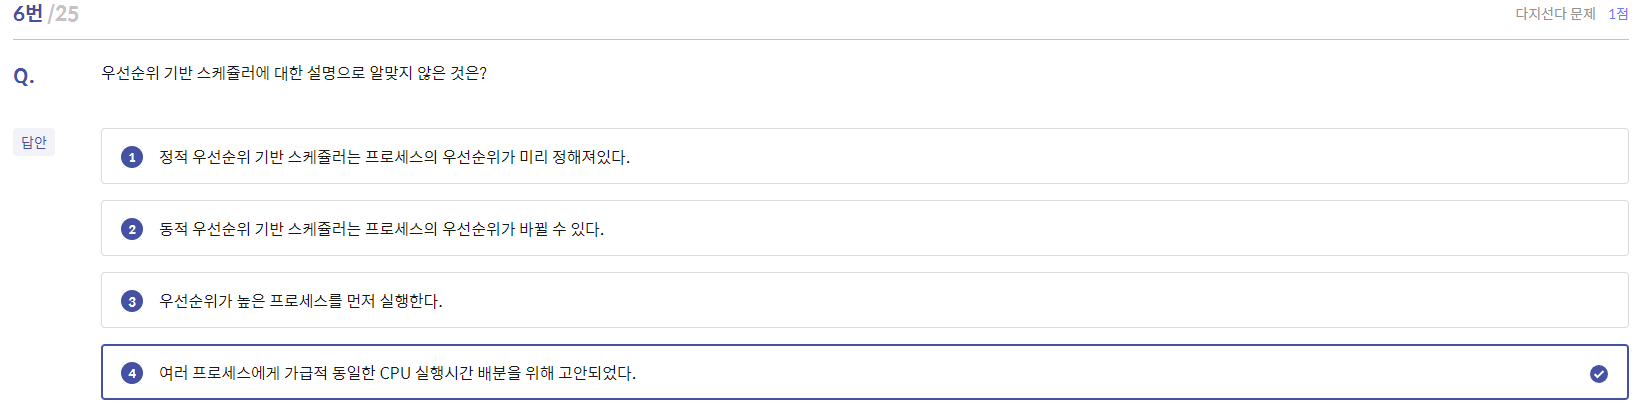 6번 /25
다지선다 문제 1점
Q.
우선순위 기반 스케쥴러에 대한 설명으로 알맞지 않은 것은?
답안
1 정적 우선순위 기반 스케쥴러는 프로세스의 우선순위가 미리 정해져있다.
2 동적 우선순위 기반 스케쥴러는 프로세스의 우선순위가 바뀔 수 있다.
3 우선순위가 높은 프로세스를 먼저 실행한다.
4 여러 프로세스에게 가급적 동일한 CPU 실행시간 배분을 위해 고안되었다.